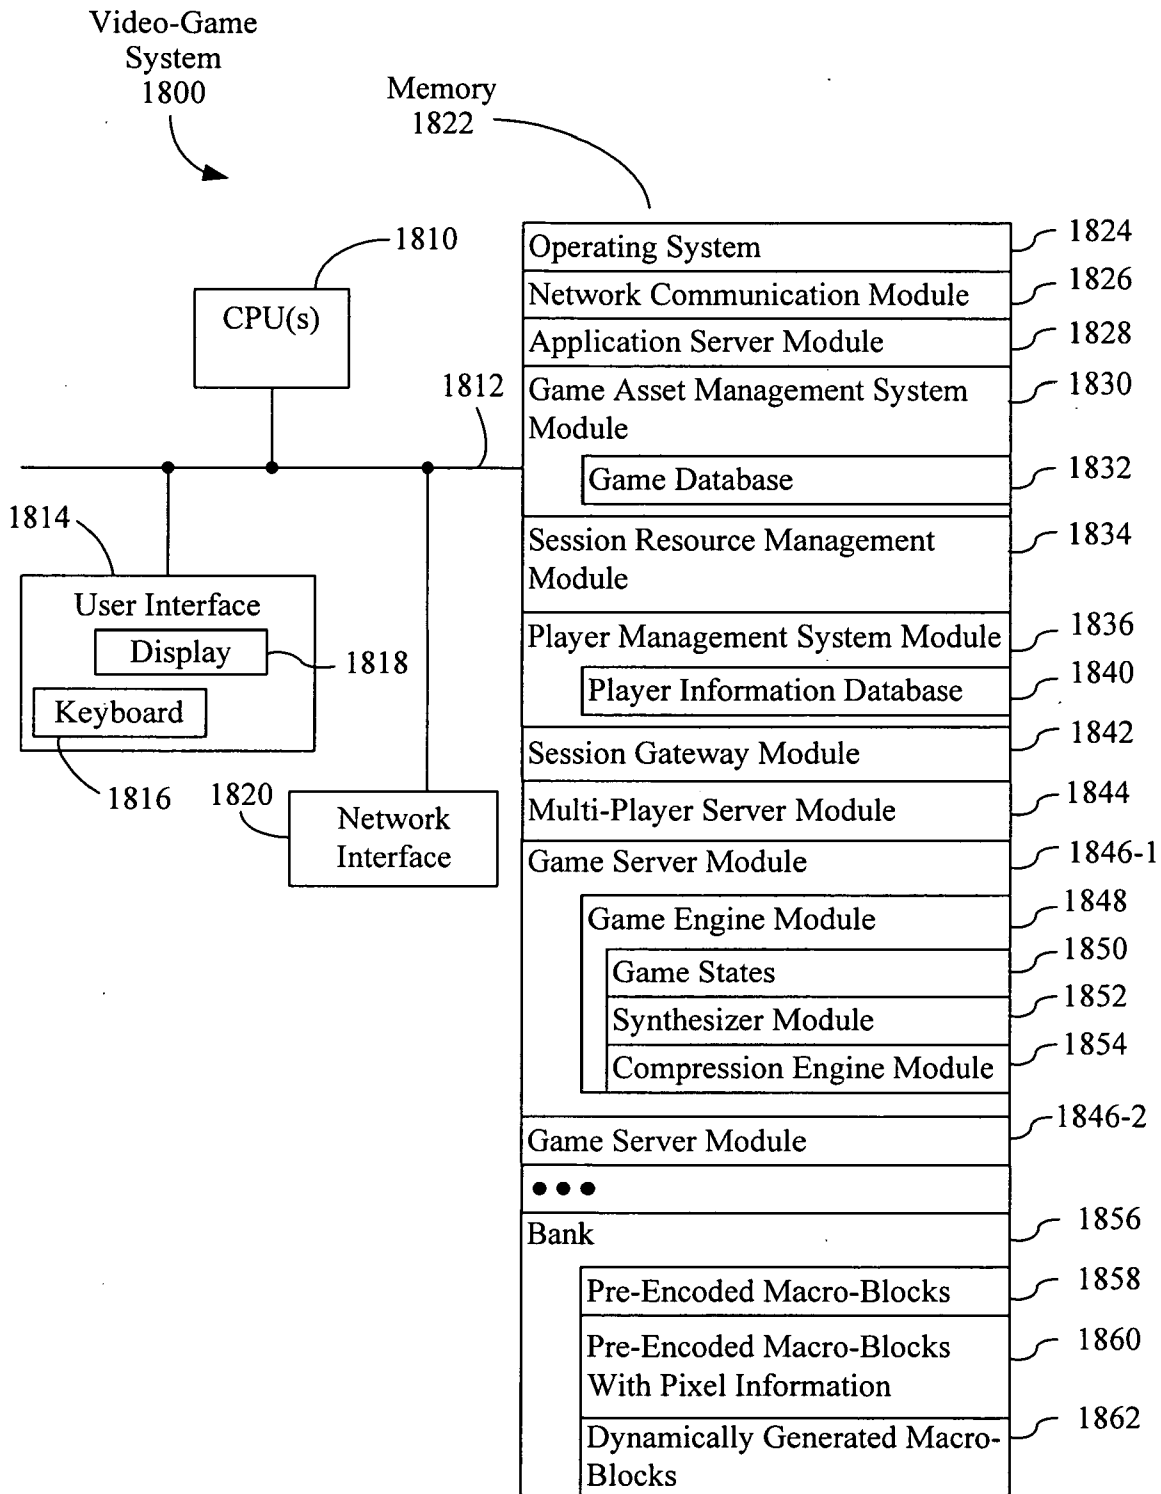 Video-Game
System
1800
Memory
1822
1810
CPU(s)
1812
1814
User Interface
Display
1818
Keyboard
1816
1820
Network
Interface
Operating System
1824
Network Communication Module
1826
Application Server Module
1828
Game Asset Management System
Module
1830
Game Database
1832
Session Resource Management
Module
1834
Player Management System Module
1836
Player Information Database
1840
Session Gateway Module
1842
Multi-Player Server Module
1844
Game Server Module
1846-1
Game Engine Module
1848
Game States
1850
Synthesizer Module
1852
Compression Engine Module
1854
Game Server Module
1846-2
•••
Bank
1856
Pre-Encoded Macro-Blocks
1858
Pre-Encoded Macro-Blocks
With Pixel Information
1860
Dynamically Generated Macro-
Blocks
1862